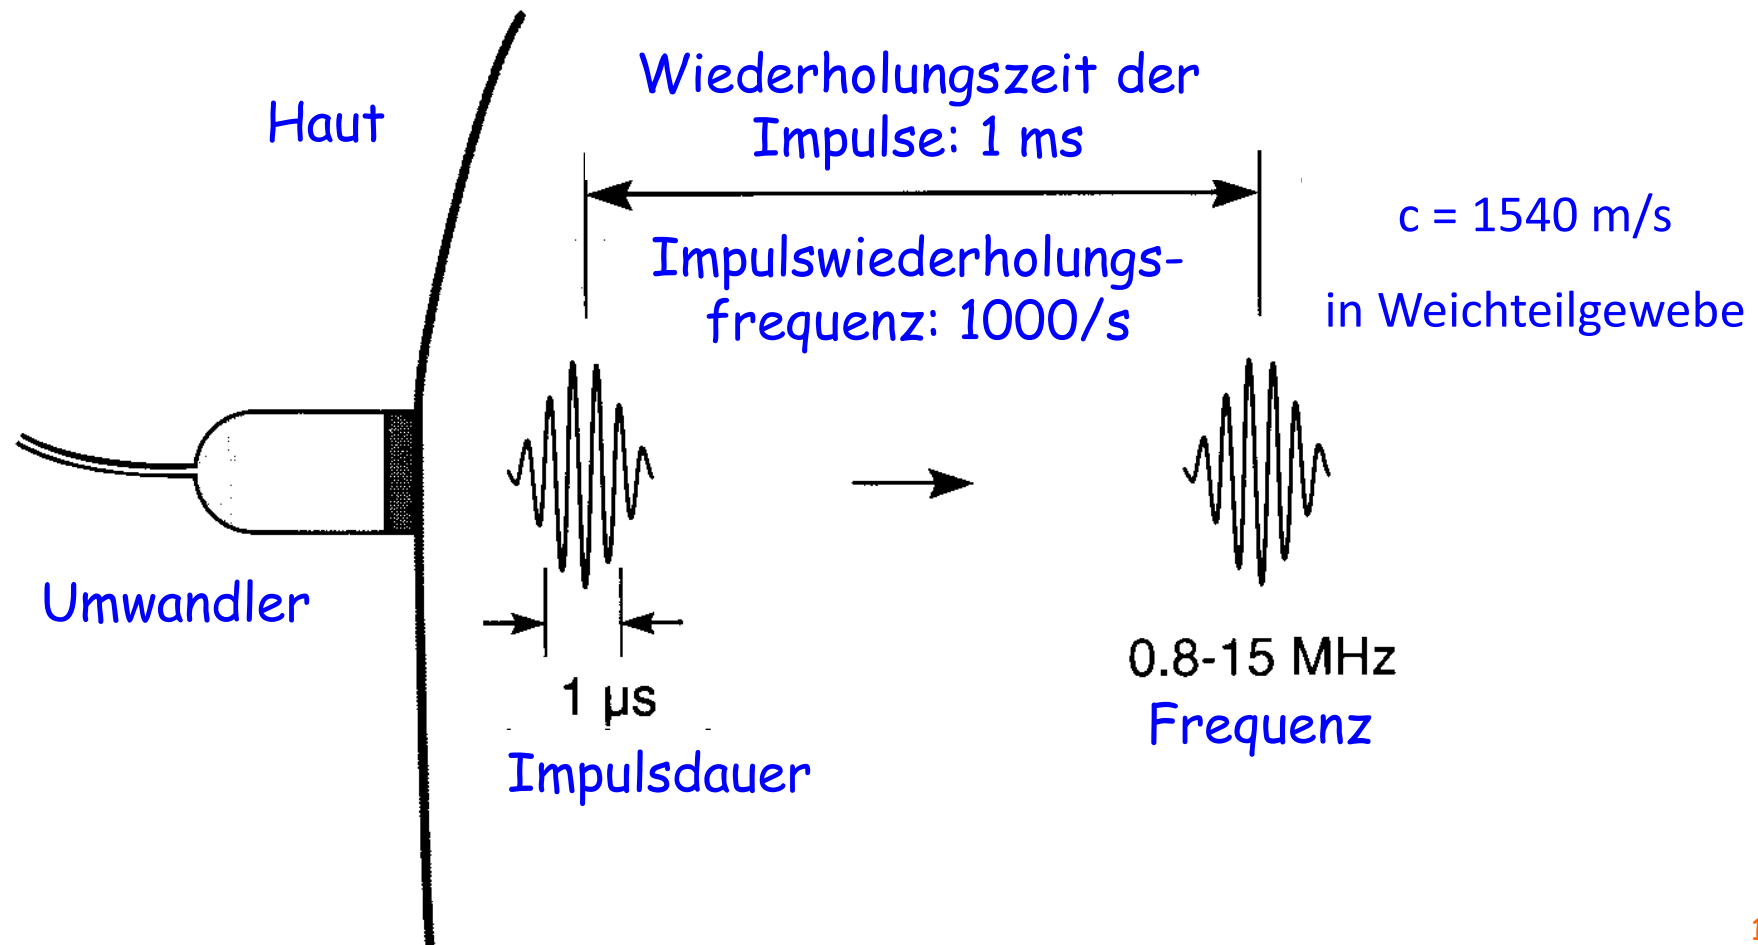 Haut
Wiederholungszeit der
Impulse: 1 ms
Impulswiederholungs-
frequenz: 1000/s
c = 1540 m/s
in Weichteilgewebe
Umwandler
1 µs
Impulsdauer
0.8-15 MHz
Frequenz